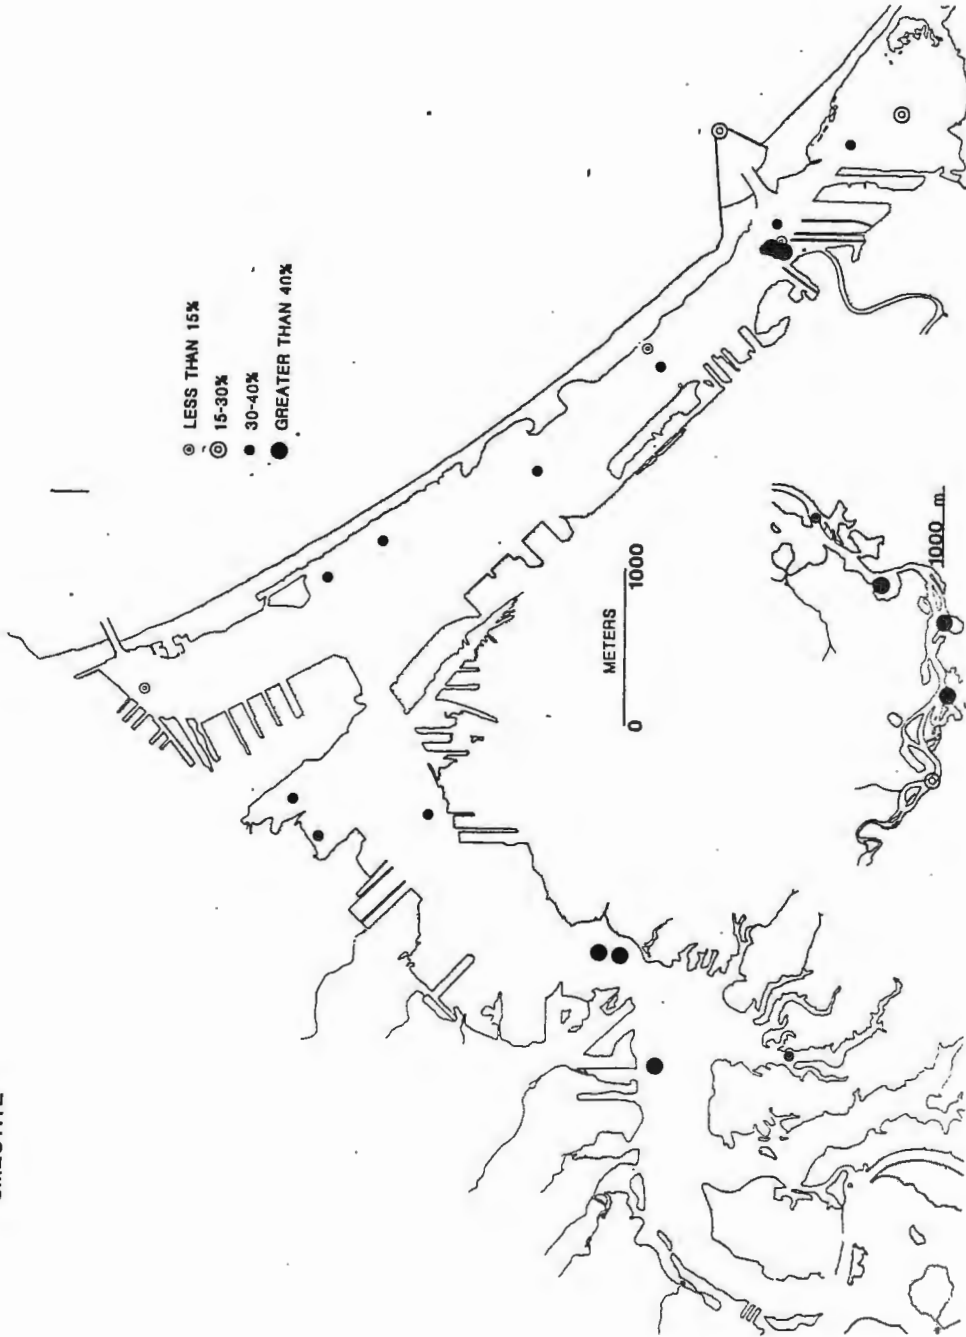 LESS THAN 15%
15-30%
30-40%
GREATER THAN 40%
METERS
0 1000
1000 m